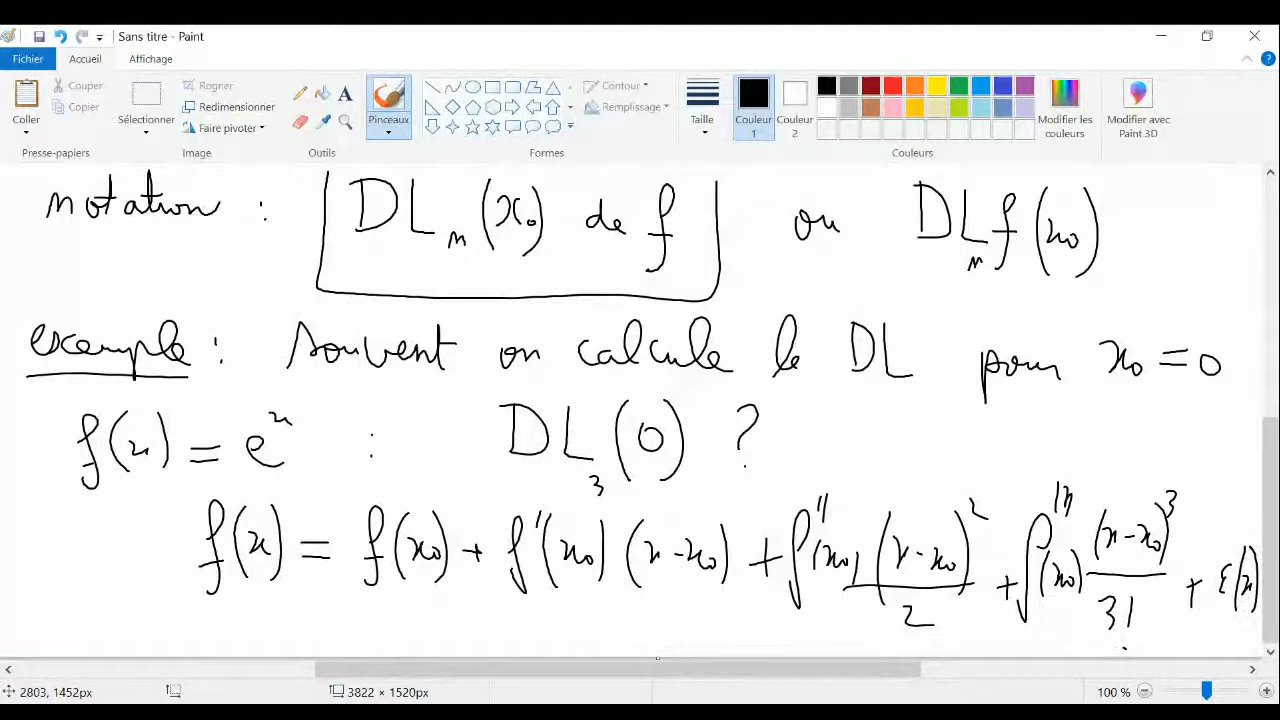 Sans titre - Paint
Fichier Accueil Affichage
Coller Couper Copier Sélectionner Rogner Redimensionner Faire pivoter Pinceaux Contour Remplissage Taille Couleur 1 Couleur 2 Modifier les couleurs Modifier avec Paint 3D
Presse-papiers Image Outils Formes Couleurs
notation : DLn(x₀) de f ou DLn f(x₀)
exemple : souvent on calcule le DL pour x₀ = 0
f(x) = eˣ : DL₃(0) ?
f(x) = f(x₀) + f'(x₀)(x-x₀) + f''(x₀) (x-x₀)²/2 + f'''(x₀) (x-x₀)³/3! + ε(x)
2803, 1452px 3822 × 1520px 100 %